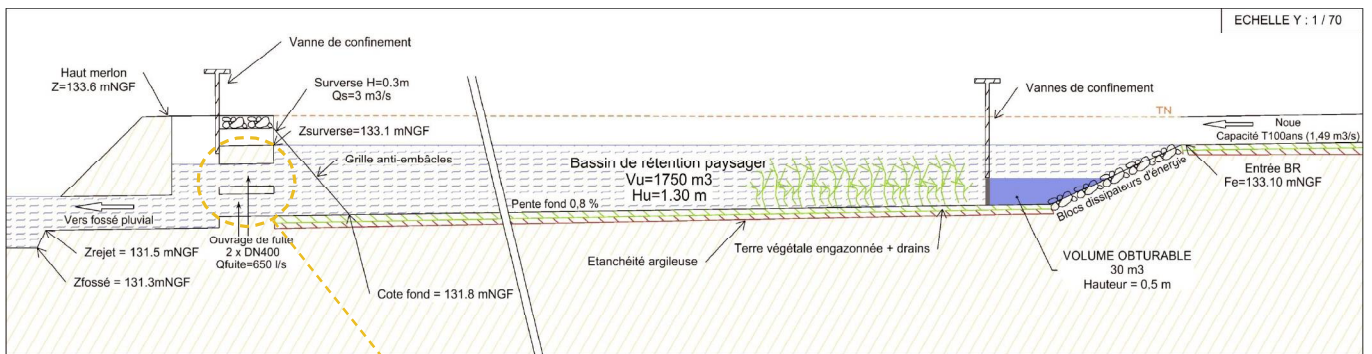 ECHELLE Y : 1 / 70
Vanne de confinement
Haut merlon
Z=133.6 mNGF
Surverse H=0.3m
Qs=3 m3/s
Vannes de confinement
TN
Noue
Capacité T100ans (1,49 m3/s)
Zsurverse=133.1 mNGF
Grille anti-embâcles
Bassin de rétention paysager
Vu=1750 m3
Hu=1.30 m
Entrée BR
Fe=133.10 mNGF
Blocs dissipateurs d'énergie
Pente fond 0,8 %
Vers fossé pluvial
Ouvrage de fuite
2 x DN400
Qfuite=650 l/s
Zrejet = 131.5 mNGF
Zfossé = 131.3mNGF
Cote fond = 131.8 mNGF
Etanchéité argileuse
Terre végétale engazonnée + drains
VOLUME OBTURABLE
30 m3
Hauteur = 0,5 m